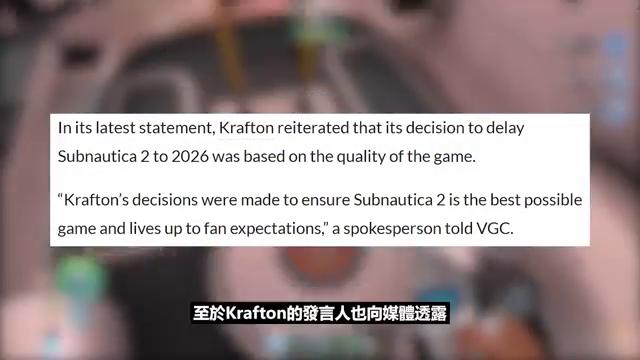 In its latest statement, Krafton reiterated that its decision to delay
Subnautica 2 to 2026 was based on the quality of the game.
“Krafton’s decisions were made to ensure Subnautica 2 is the best possible
game and lives up to fan expectations,” a spokesperson told VGC.
至於Krafton的發言人也向媒體透露